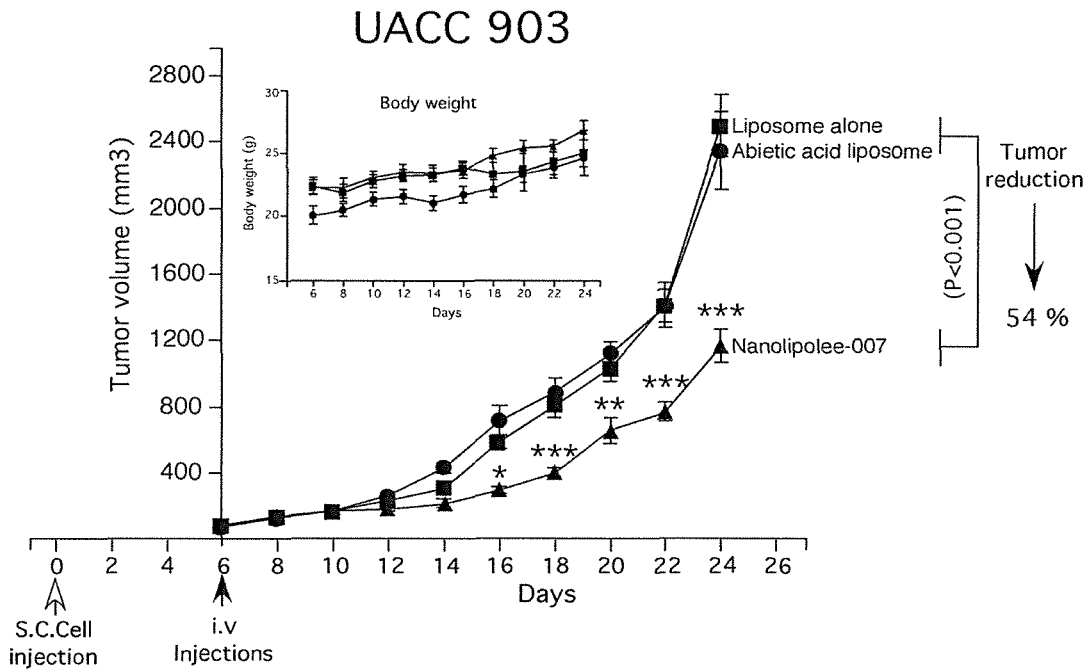 UACC 903
Tumor volume (mm3)
2800
2400
2000
1600
1200
800
400
Body weight
Body weight (g)
30
25
20
15
6 8 10 12 14 16 18 20 22 24
Days
Liposome alone
Abietic acid liposome
Nanolipolee-007
(P<0.001)
Tumor
reduction
54 %
***
***
**
***
*
0 2 4 6 8 10 12 14 16 18 20 22 24 26
Days
S.C.Cell
injection
i.v
Injections